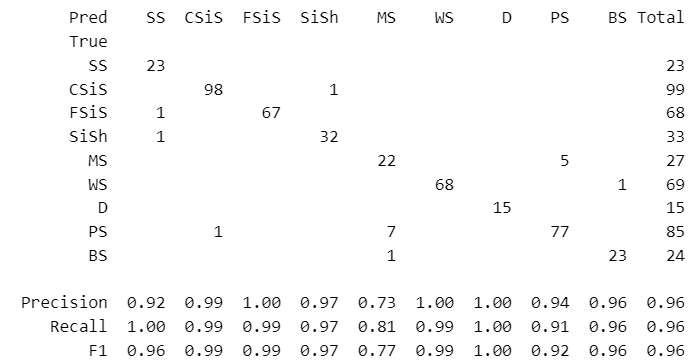 Pred SS CSiS FSiS SiSh MS WS D PS BS Total
True
SS 23 23
CSiS 98 1 99
FSiS 1 67 68
SiSh 1 32 33
MS 22 5 27
WS 68 1 69
D 15 15
PS 1 7 77 85
BS 1 23 24
Precision 0.92 0.99 1.00 0.97 0.73 1.00 1.00 0.94 0.96 0.96
Recall 1.00 0.99 0.99 0.97 0.81 0.99 1.00 0.91 0.96 0.96
F1 0.96 0.99 0.99 0.97 0.77 0.99 1.00 0.92 0.96 0.96